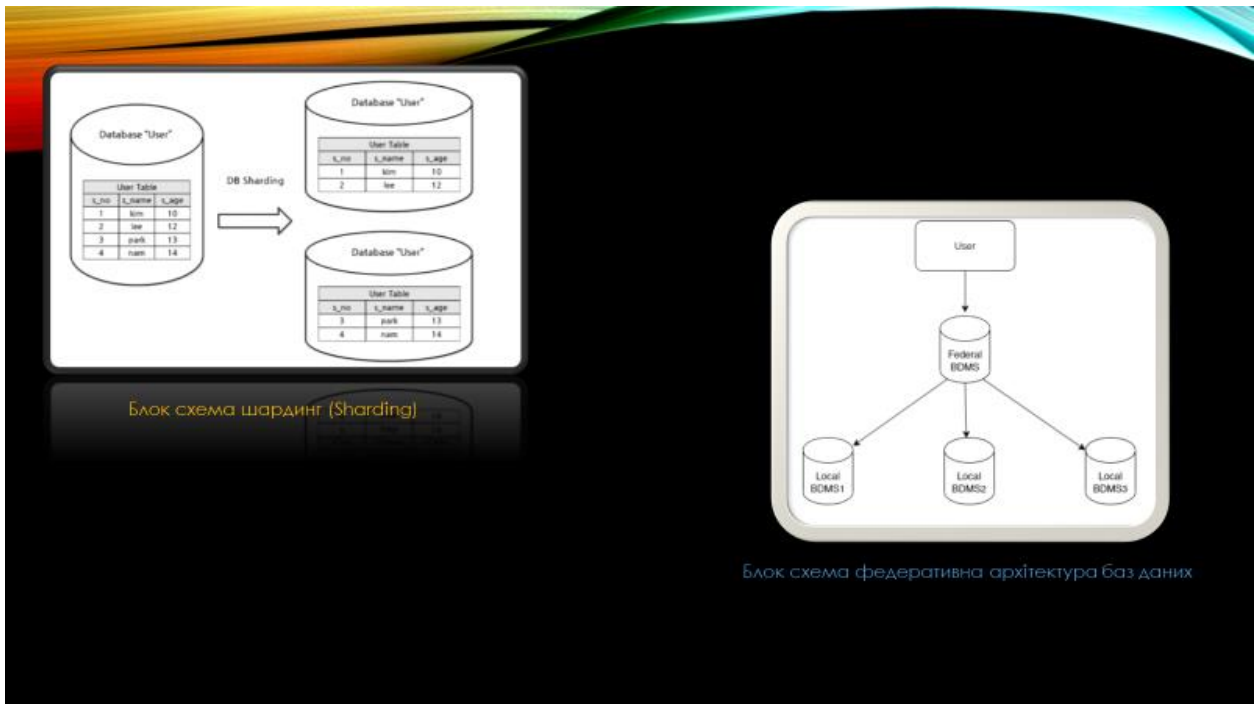 Database "User"
User Table
s_no s_name s_age
1 kim 10
2 lee 12
3 park 13
4 nam 14
DB Sharding
Database "User"
User Table
s_no s_name s_age
1 kim 10
2 lee 12
Database "User"
User Table
s_no s_name s_age
3 park 13
4 nam 14
Блок схема шардинг (Sharding)
User
Federal
BDMS
Local
BDMS1
Local
BDMS2
Local
BDMS3
Блок схема федеративна архітектура баз даних